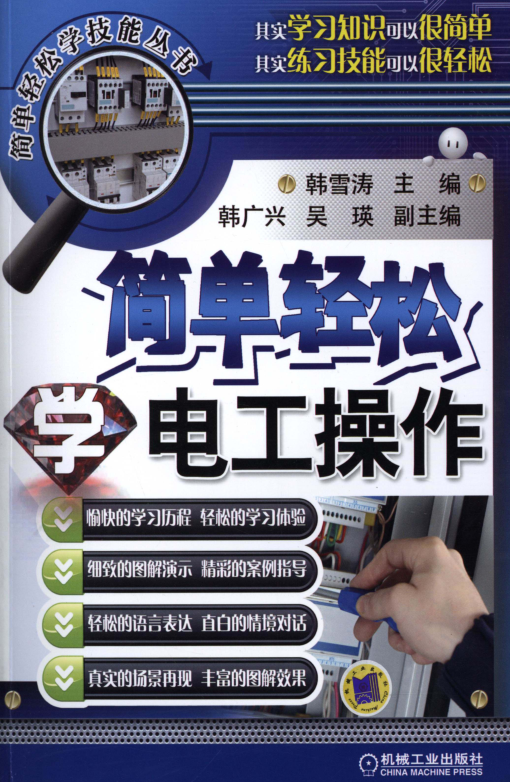 简单轻松学技能丛书
其实学习知识可以很简单
其实练习技能可以很轻松
韩雪涛 主 编
韩广兴 吴 瑛 副主编
简单轻松
学 电工操作
愉快的学习历程 轻松的学习体验
细致的图解演示 精彩的案例指导
轻松的语言表达 直白的情境对话
真实的场景再现 丰富的图解效果
机械工业出版社
CHINA MACHINE PRESS